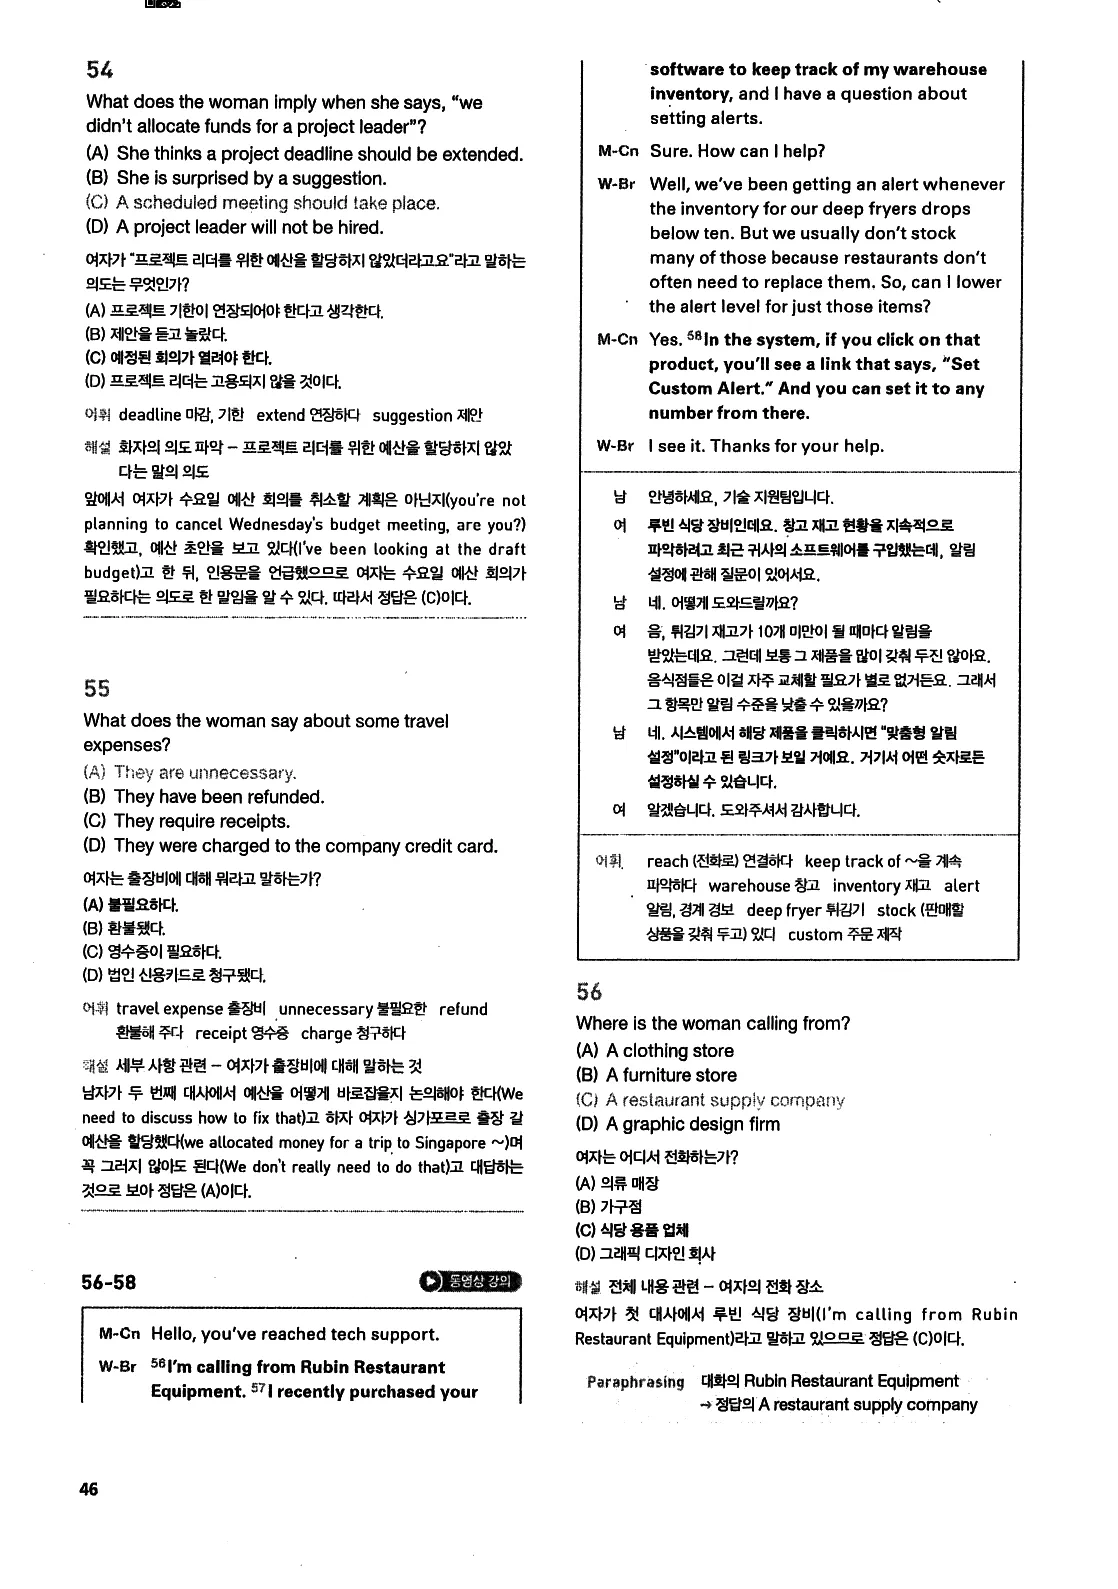 54
What does the woman imply when she says, "we
didn't allocate funds for a project leader"?
(A) She thinks a project deadline should be extended.
(B) She is surprised by a suggestion.
(C) A scheduled meeting should take place.
(D) A project leader will not be hired.
여자가 "프로젝트 리더를 위한 예산을 할당하지 않았더라고요"라고 말하는
의도는 무엇인가?
(A) 프로젝트 기한이 연장되어야 한다고 생각한다.
(B) 제안을 듣고 놀랐다.
(C) 예정된 회의가 열려야 한다.
(D) 프로젝트 리더는 고용되지 않을 것이다.
어휘 deadline 마감, 기한 extend 연장하다 suggestion 제안
해설 화자의 의도 파악 – 프로젝트 리더를 위한 예산을 할당하지 않았
다는 말의 의도
앞에서 여자가 수요일 예산 회의를 취소할 계획은 아닌지(you're not
planning to cancel Wednesday's budget meeting, are you?)
확인했고, 예산 초안을 보고 있다(I've been looking at the draft
budget)고 한 뒤, 인용문을 언급했으므로 여자는 수요일 예산 회의가
필요하다는 의도로 한 말임을 알 수 있다. 따라서 정답은 (C)이다.
55
What does the woman say about some travel
expenses?
(A) They are unnecessary.
(B) They have been refunded.
(C) They require receipts.
(D) They were charged to the company credit card.
여자는 출장비에 대해 뭐라고 말하는가?
(A) 불필요하다.
(B) 환불됐다.
(C) 영수증이 필요하다.
(D) 법인 신용카드로 청구됐다.
어휘 travel expense 출장비 unnecessary 불필요한 refund
환불해 주다 receipt 영수증 charge 청구하다
해설 세부 사항 관련 – 여자가 출장비에 대해 말하는 것
남자가 두 번째 대사에서 예산을 어떻게 바로잡을지 논의해야 한다(We
need to discuss how to fix that)고 하자 여자가 싱가포르로 출장 갈
예산을 할당했다(we allocated money for a trip to Singapore ~)며
꼭 그러지 않아도 된다(We don't really need to do that)고 대답하는
것으로 보아 정답은 (A)이다.
56-58
동영상 강의
M-Cn Hello, you've reached tech support.
W-Br 56I'm calling from Rubin Restaurant
Equipment. 57I recently purchased your
software to keep track of my warehouse
inventory, and I have a question about
setting alerts.
M-Cn Sure. How can I help?
W-Br Well, we've been getting an alert whenever
the inventory for our deep fryers drops
below ten. But we usually don't stock
many of those because restaurants don't
often need to replace them. So, can I lower
the alert level for just those items?
M-Cn Yes. 58In the system, if you click on that
product, you'll see a link that says, "Set
Custom Alert." And you can set it to any
number from there.
W-Br I see it. Thanks for your help.
남 안녕하세요, 기술 지원팀입니다.
여 루빈 식당 장비인데요. 창고 재고 현황을 지속적으로
파악하려고 최근 귀사의 소프트웨어를 구입했는데, 알림
설정에 관해 질문이 있어서요.
남 네. 어떻게 도와드릴까요?
여 음, 튀김기 재고가 10개 미만이 될 때마다 알림을
받았는데요. 그런데 보통 그 제품을 많이 갖춰 두진 않아요.
음식점들은 이걸 자주 교체할 필요가 별로 없거든요. 그래서
그 항목만 알림 수준을 낮출 수 있을까요?
남 네. 시스템에서 해당 제품을 클릭하시면 "맞춤형 알림
설정"이라고 된 링크가 보일 거예요. 거기서 어떤 숫자로든
설정하실 수 있습니다.
여 알겠습니다. 도와주셔서 감사합니다.
어휘 reach (전화로) 연결하다 keep track of ~을 계속
파악하다 warehouse 창고 inventory 재고 alert
알림, 경계 경보 deep fryer 튀김기 stock (판매할
상품을 갖춰 두고) 있다 custom 주문 제작
56
Where is the woman calling from?
(A) A clothing store
(B) A furniture store
(C) A restaurant supply company
(D) A graphic design firm
여자는 어디서 전화하는가?
(A) 의류 매장
(B) 가구점
(C) 식당 용품 업체
(D) 그래픽 디자인 회사
해설 전체 내용 관련 – 여자의 전화 장소
여자가 첫 대사에서 루빈 식당 장비(I'm calling from Rubin
Restaurant Equipment)라고 말하고 있으므로 정답은 (C)이다.
Paraphrasing 대화의 Rubin Restaurant Equipment
→ 정답의 A restaurant supply company
46